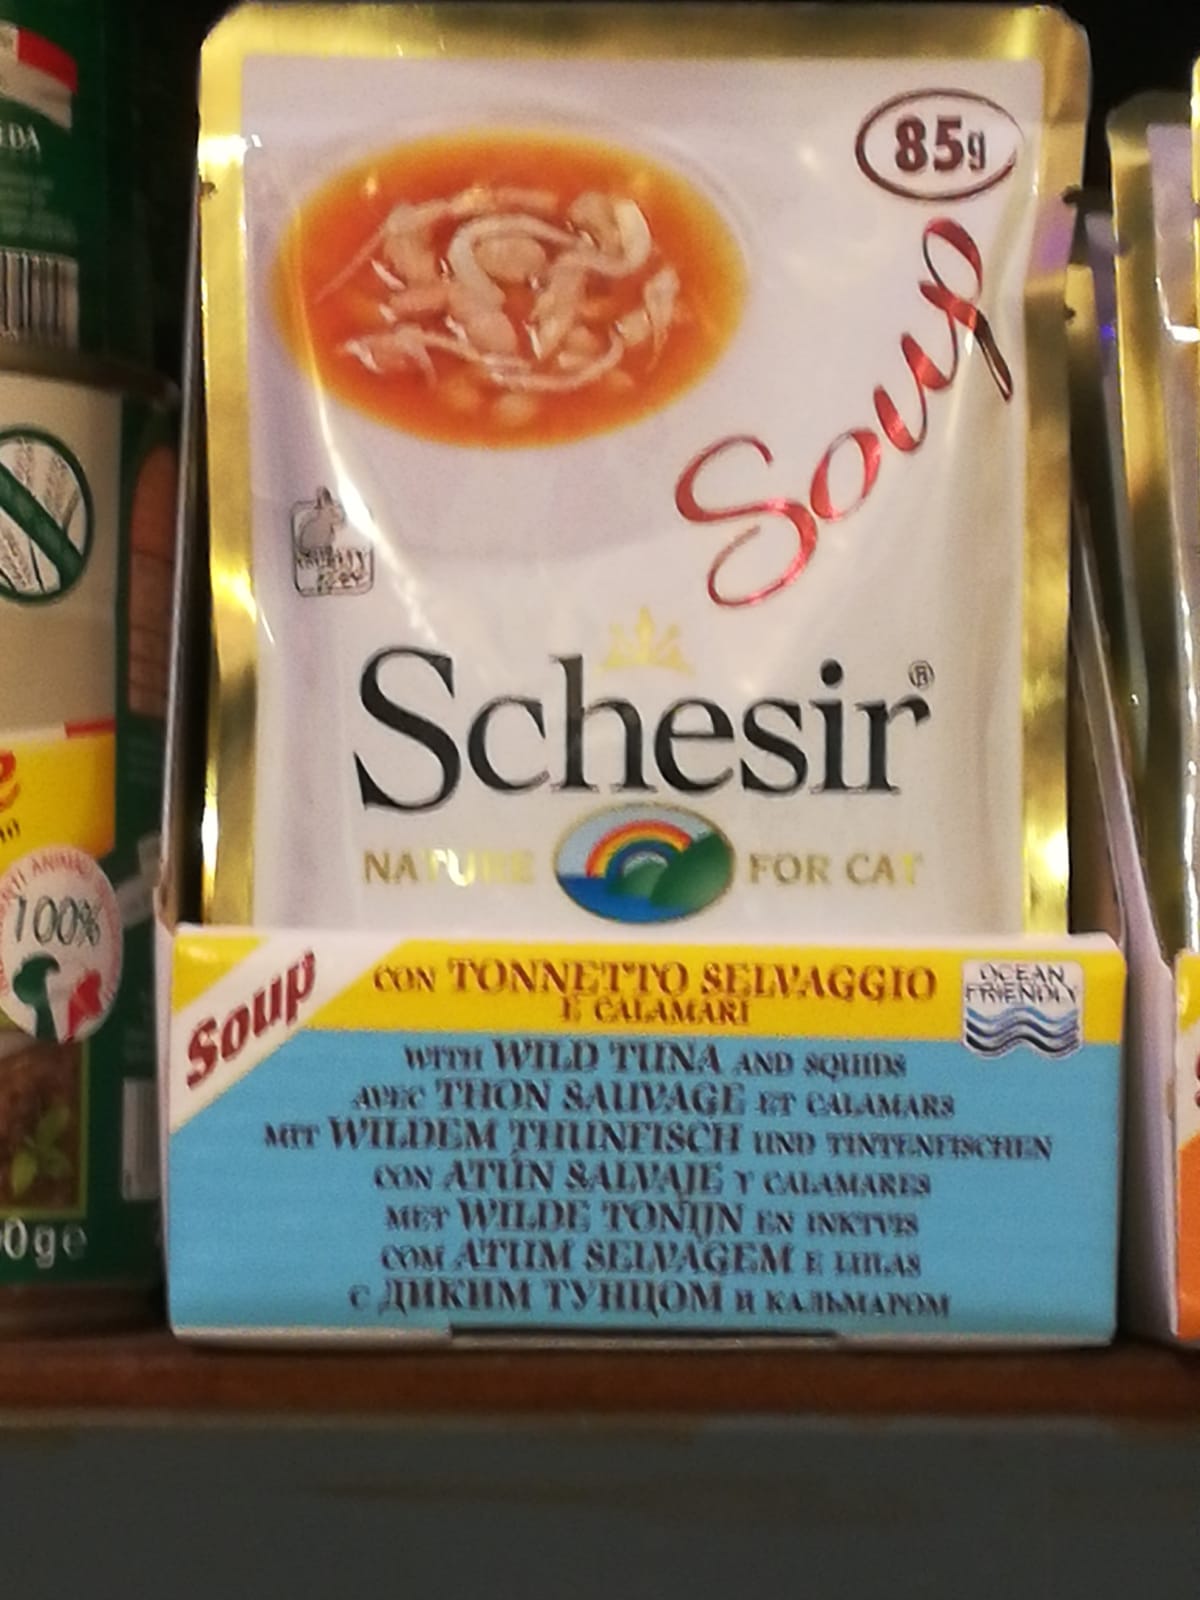 85g
Soup
CRUELTY
FREE
Schesir®
NATURE FOR CAT
Soup
CON TONNETTO SELVAGGIO
E CALAMARI
OCEAN
FRIENDLY
WITH WILD TUNA AND SQUIDS
AVEC THON SAUVAGE ET CALAMARS
MIT WILDEM THUNFISCH UND TINTENFISCHEN
CON ATÚN SALVAJE Y CALAMARES
MET WILDE TONIJN EN INKTVIS
COM ATUM SELVAGEM E LULAS
С ДИКИМ ТУНЦОМ И КАЛЬМАРОМ
100%
0g e